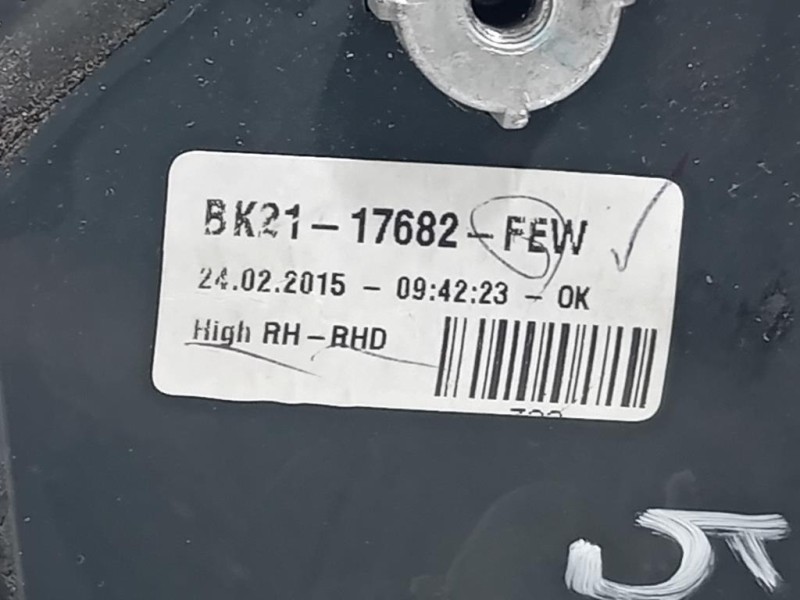 BK21-17682-FEW
24.02.2015 - 09:42:23 - OK
High RH-RHD